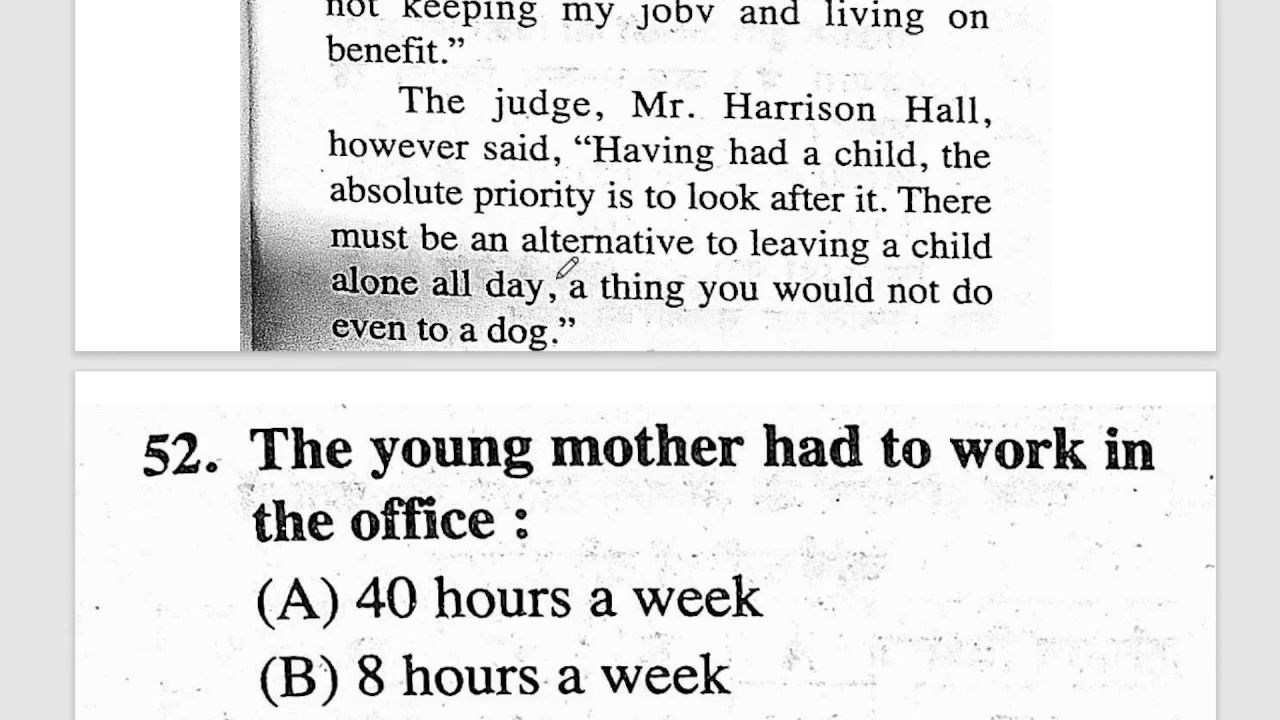 not keeping my jobv and living on
benefit.”
The judge, Mr. Harrison Hall,
however said, “Having had a child, the
absolute priority is to look after it. There
must be an alternative to leaving a child
alone all day, a thing you would not do
even to a dog.”
52. The young mother had to work in
the office :
(A) 40 hours a week
(B) 8 hours a week